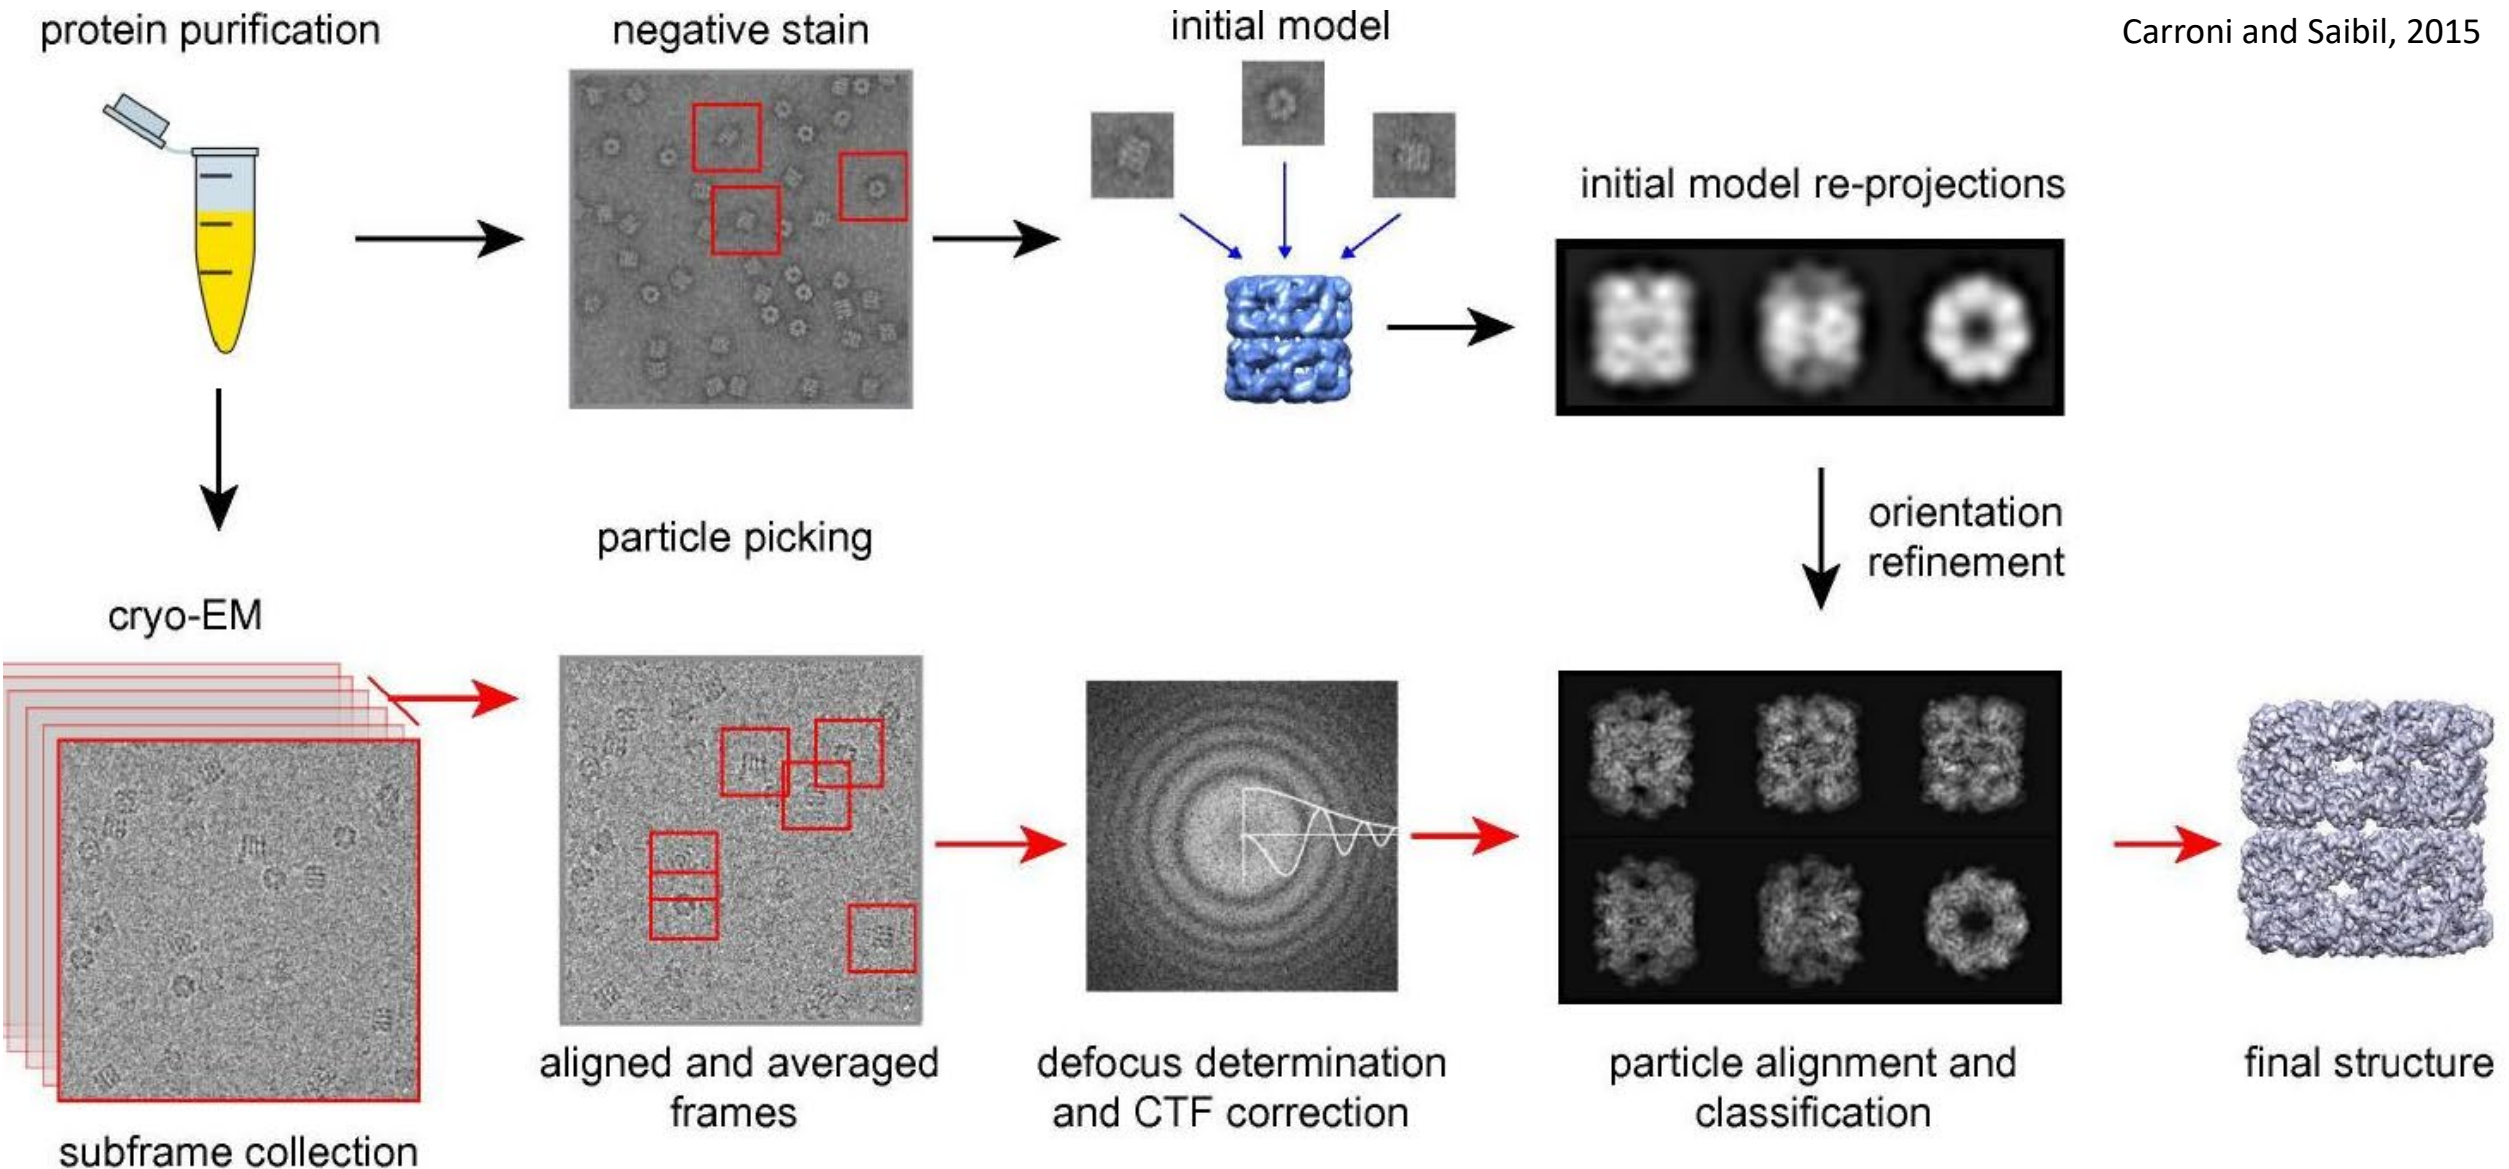 protein purification
negative stain
initial model
Carroni and Saibil, 2015
initial model re-projections
orientation
refinement
particle picking
cryo-EM
aligned and averaged
frames
defocus determination
and CTF correction
particle alignment and
classification
final structure
subframe collection